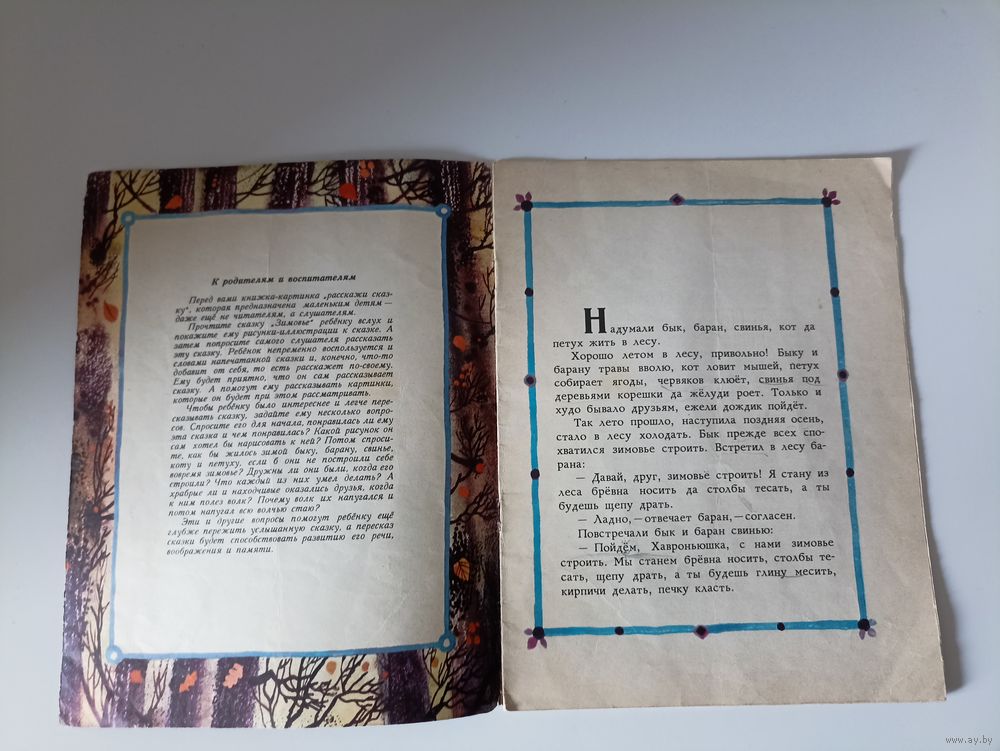 К родителям и воспитателям
Перед вами книжка-картинка „расскажи сказ-
ку“, которая предназначена маленьким детям —
даже ещё не читателям, а слушателям.
Прочтите сказку „Зимовье“ ребёнку вслух и
покажите ему рисунки-иллюстрации к сказке. А
затем попросите самого слушателя рассказать
эту сказку. Ребёнок непременно воспользуется и
словами напечатанной сказки и, конечно, что-то
добавит от себя, то есть расскажет по-своему.
Ему будет приятно, что он сам рассказывает
сказку. А помогут ему рассказывать картинки,
которые он будет при этом рассматривать.
Чтобы ребёнку было интереснее и легче пере-
сказывать сказку, задайте ему несколько вопро-
сов. Спросите его для начала, понравилась ли ему
эта сказка и чем понравилась? Какой рисунок он
сам хотел бы нарисовать к ней? Потом спроси-
те, как бы жилось зимой быку, барану, свинье,
коту и петуху, если б они не построили себе
вовремя зимовье? Дружны ли они были, когда его
строили? Что каждый из них умел делать? А
храбрые ли и находчивые оказались друзья, когда
к ним полез волк? Почему волк их напугался и
потом напугал всю волчью стаю?
Эти и другие вопросы помогут ребёнку ещё
глубже пережить услышанную сказку, а пересказ
сказки будет способствовать развитию его речи,
воображения и памяти.
Надумали бык, баран, свинья, кот да
петух жить в лесу.
Хорошо летом в лесу, привольно! Быку и
барану травы вволю, кот ловит мышей, петух
собирает ягоды, червяков клюёт, свинья под
деревьями корешки да жёлуди роет. Только и
худо бывало друзьям, ежели дождик пойдёт.
Так лето прошло, наступила поздняя осень,
стало в лесу холодать. Бык прежде всех спо-
хватился зимовье строить. Встретил в лесу ба-
рана:
— Давай, друг, зимовье строить! Я стану из
леса брёвна носить да столбы тесать, а ты
будешь щепу драть.
— Ладно,—отвечает баран,—согласен.
Повстречали бык и баран свинью:
— Пойдём, Хавроньюшка, с нами зимовье
строить. Мы станем брёвна носить, столбы те-
сать, щепу драть, а ты будешь глину месить,
кирпичи делать, печку класть.
www.ay.by